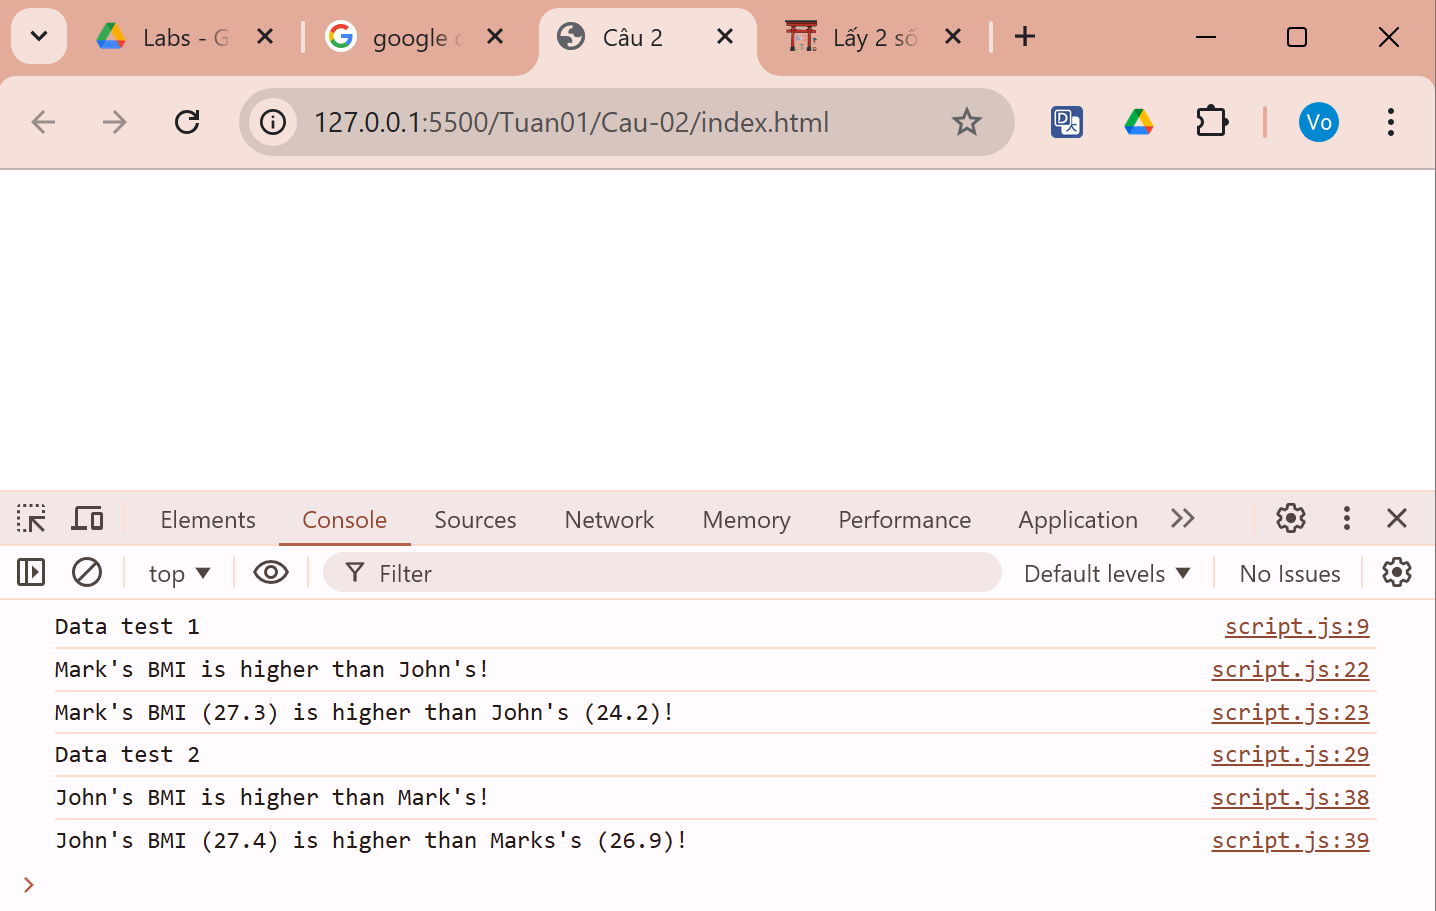 Labs - G
google c
Câu 2
Lấy 2 số
127.0.0.1:5500/Tuan01/Cau-02/index.html
Vo
Elements Console Sources Network Memory Performance Application
top Filter Default levels No Issues
Data test 1 script.js:9
Mark's BMI is higher than John's! script.js:22
Mark's BMI (27.3) is higher than John's (24.2)! script.js:23
Data test 2 script.js:29
John's BMI is higher than Mark's! script.js:38
John's BMI (27.4) is higher than Marks's (26.9)! script.js:39